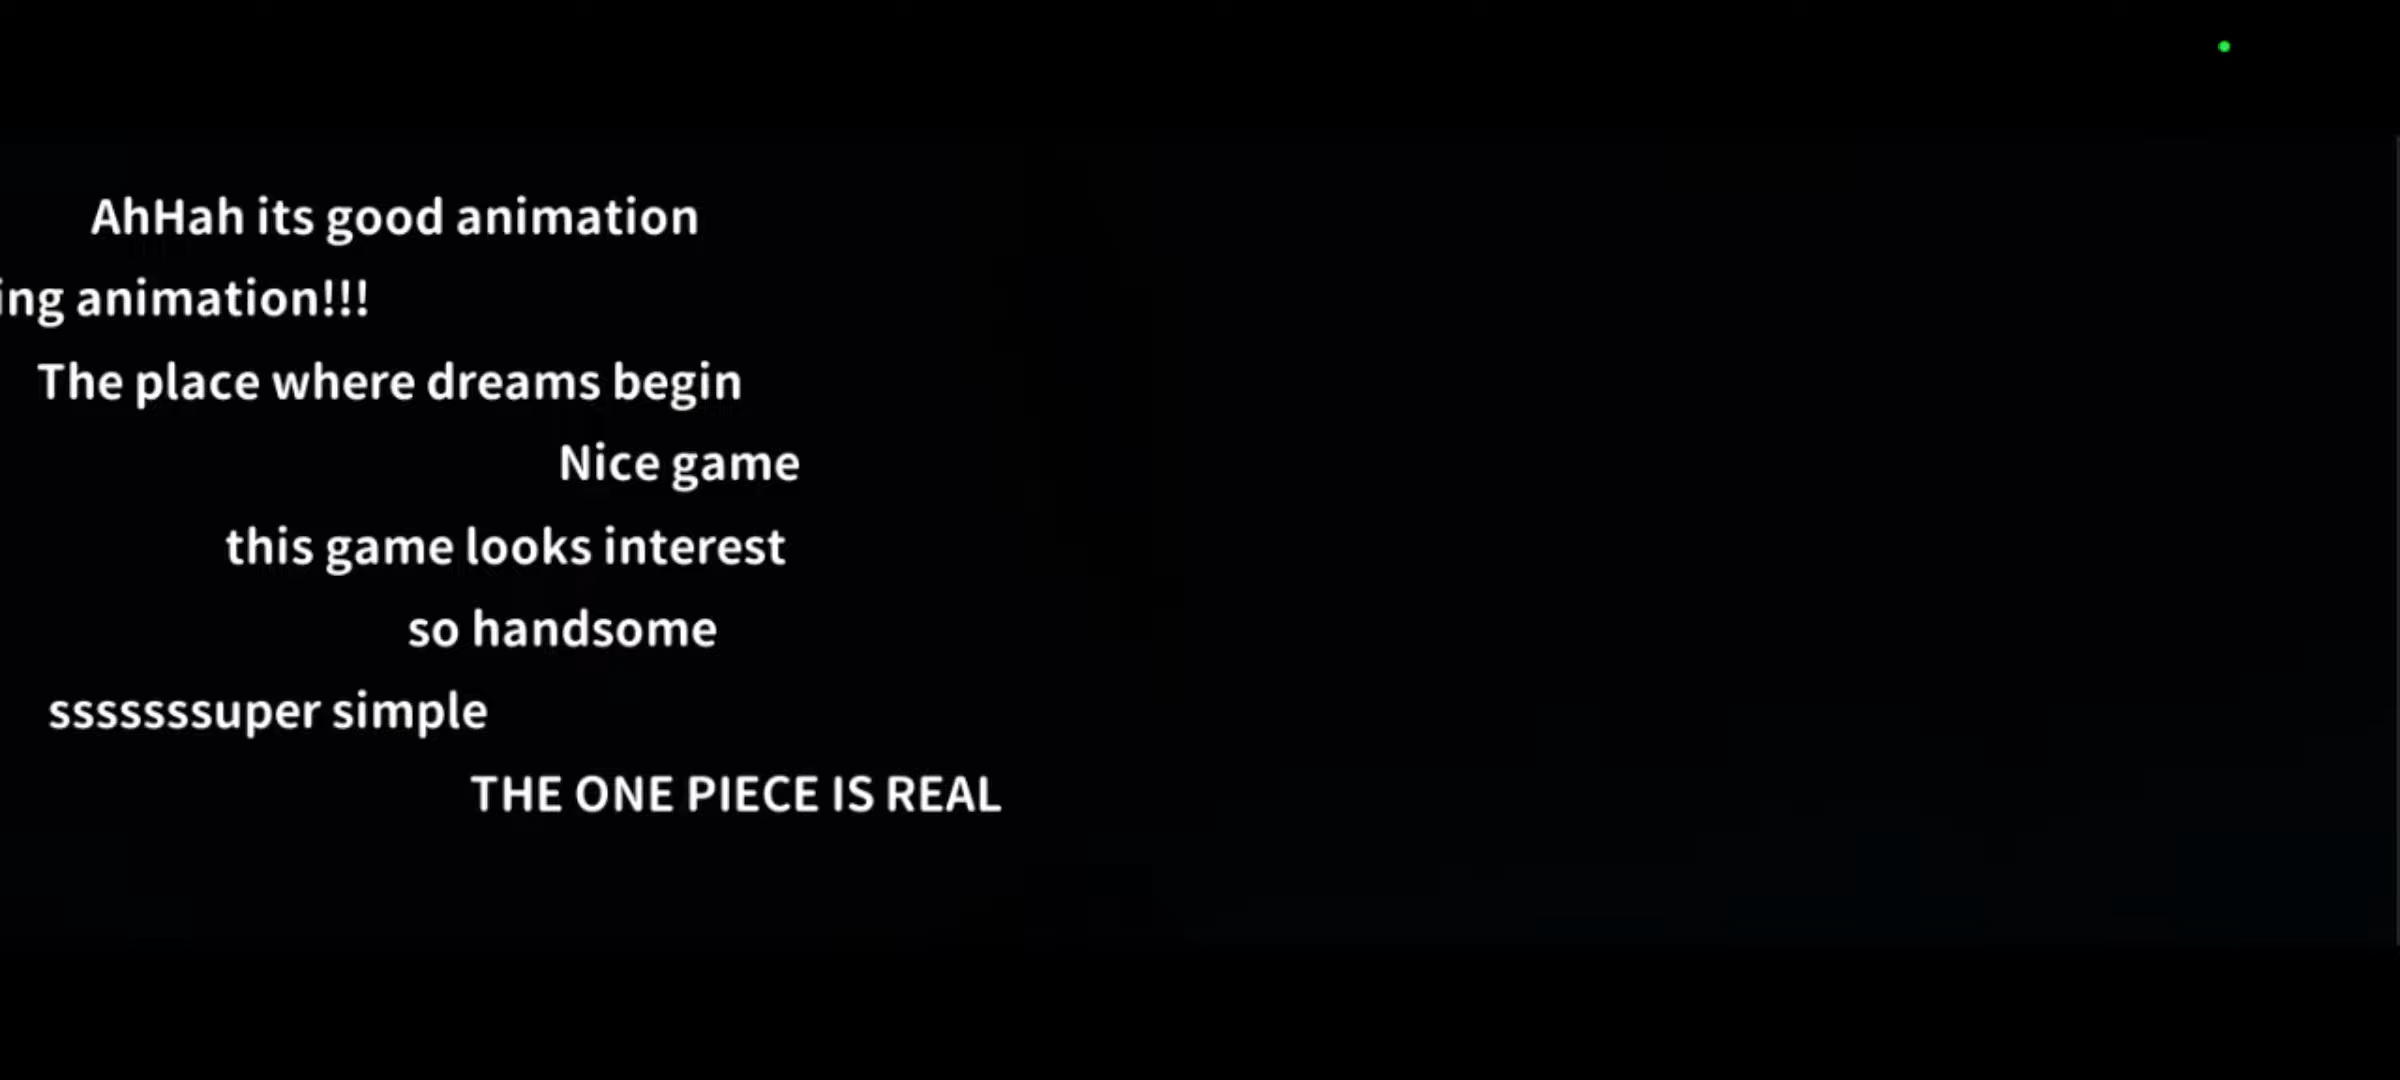 AhHah its good animation
ing animation!!!
The place where dreams begin
Nice game
this game looks interest
so handsome
sssssssuper simple
THE ONE PIECE IS REAL